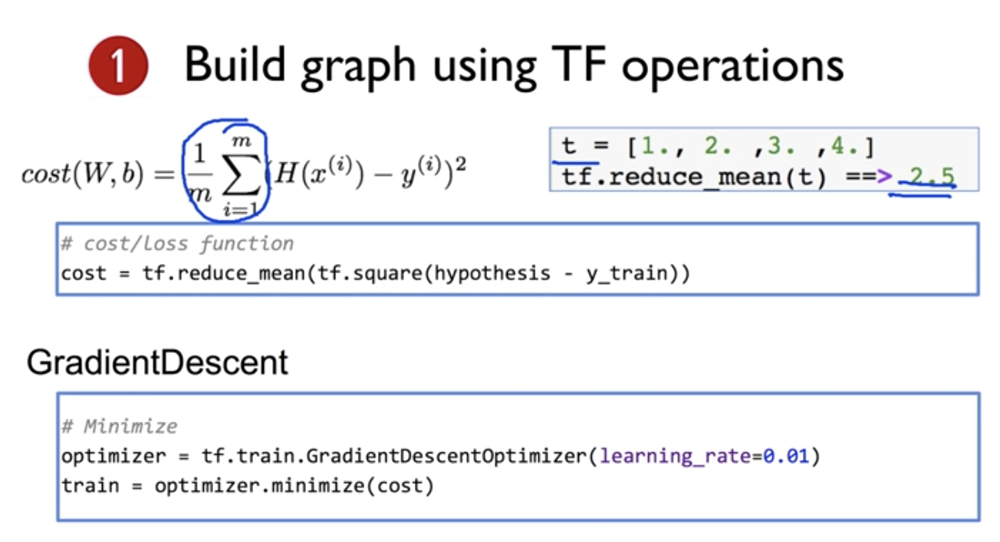 1 Build graph using TF operations
cost(W, b) = \frac{1}{m} \sum_{i=1}^{m} (H(x^{(i)}) − y^{(i)})^2
t = [1., 2. ,3. ,4.]
tf.reduce_mean(t) ==> 2.5
# cost/loss function
cost = tf.reduce_mean(tf.square(hypothesis - y_train))
GradientDescent
# Minimize
optimizer = tf.train.GradientDescentOptimizer(learning_rate=0.01)
train = optimizer.minimize(cost)